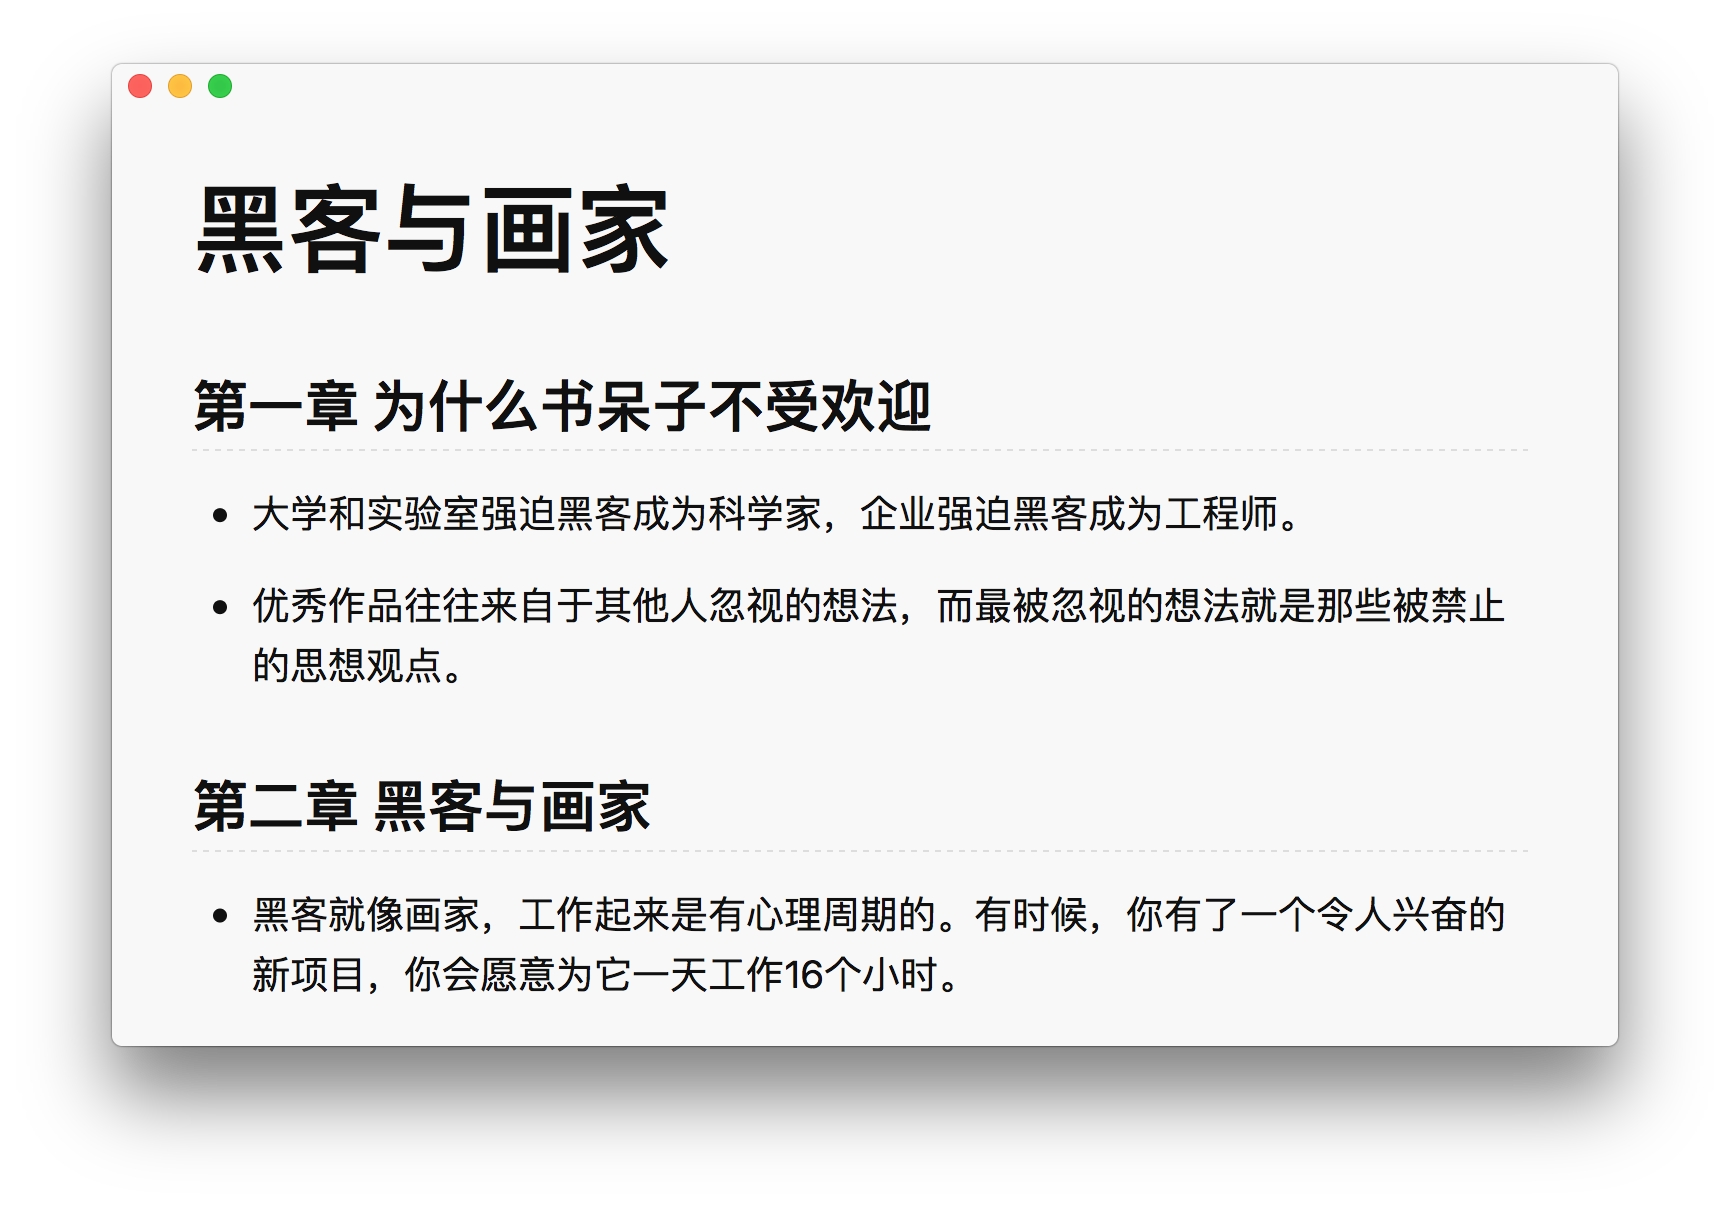 黑客与画家
第一章 为什么书呆子不受欢迎
大学和实验室强迫黑客成为科学家，企业强迫黑客成为工程师。
优秀作品往往来自于其他人忽视的想法，而最被忽视的想法就是那些被禁止
的思想观点。
第二章 黑客与画家
黑客就像画家，工作起来是有心理周期的。有时候，你有了一个令人兴奋的
新项目，你会愿意为它一天工作16个小时。